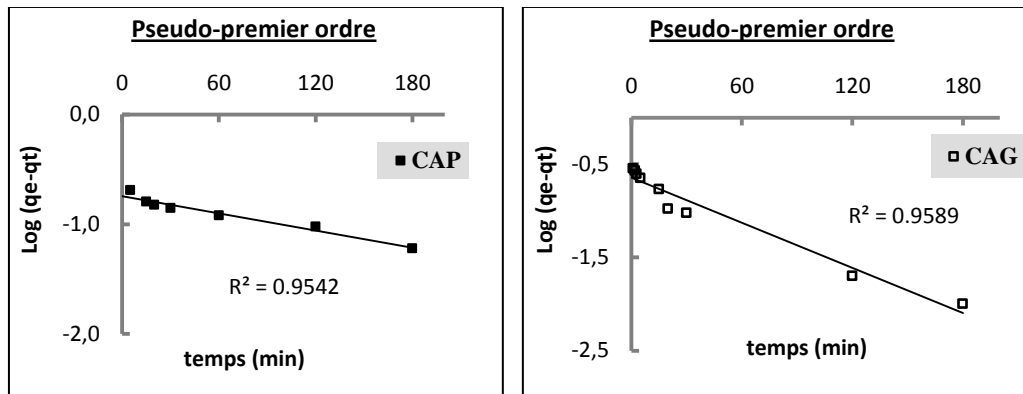 Pseudo-premier ordre
0 60 120 180
0,0
CAP
-1,0
Log (qe-qt)
R² = 0.9542
-2,0
temps (min)
Pseudo-premier ordre
0 60 120 180
-0,5
CAG
Log (qe-qt)
R² = 0.9589
-1,5
-2,5
temps (min)